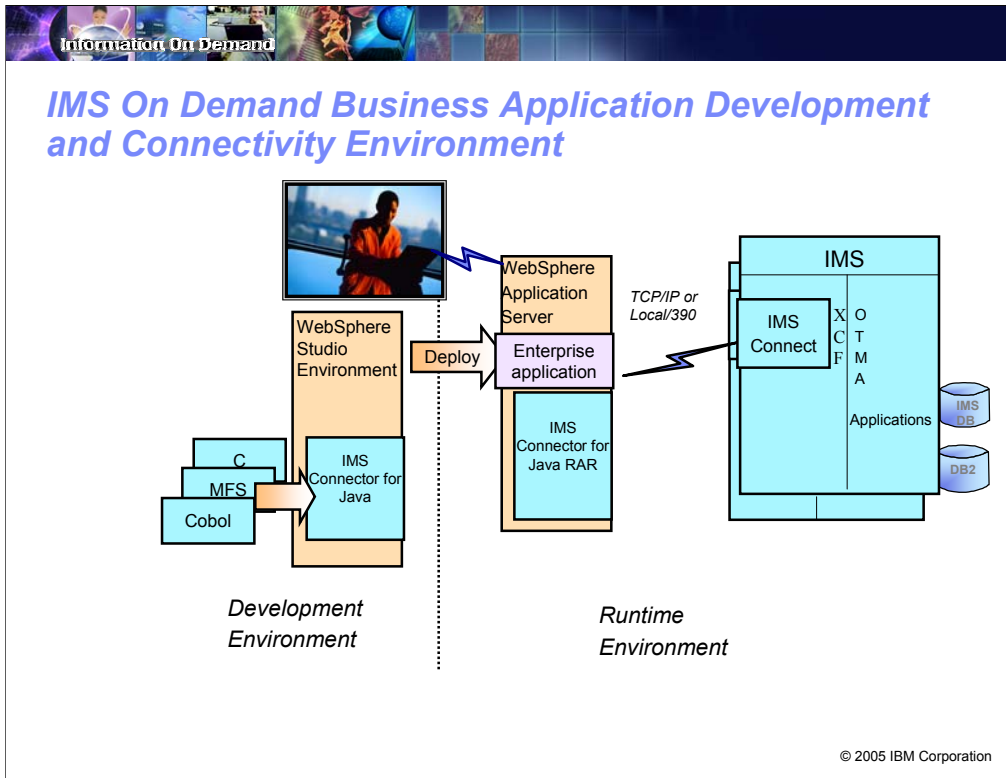 Information On Demand
IMS On Demand Business Application Development
and Connectivity Environment
WebSphere
Studio
Environment
C
MFS
Cobol
IMS
Connector for
Java
Deploy
WebSphere
Application
Server
Enterprise
application
IMS
Connector for
Java RAR
TCP/IP or
Local/390
IMS
IMS
Connect
X
C
F
O
T
M
A
Applications
IMS
DB
DB2
Development
Environment
Runtime
Environment
© 2005 IBM Corporation